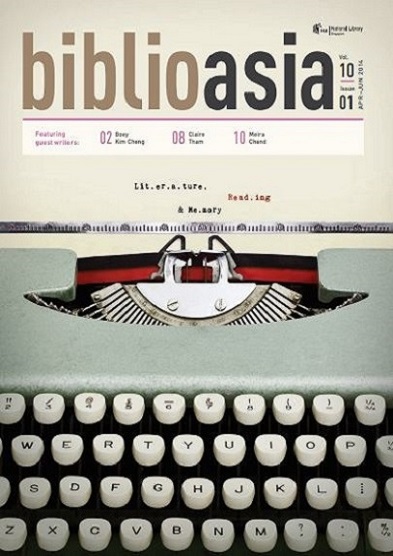 National Library
Singapore
biblioasia
Vol.
10
Issue
01
APR–JUN 2014
Featuring
guest writers:
02 Boey
Kim Cheng
08 Claire
Tham
10 Meira
Chand
Lit.er.a.ture.
Read.ing
& Me.mory
W E R T Y U I O P
S D F G H J K L
Z X C V B N M